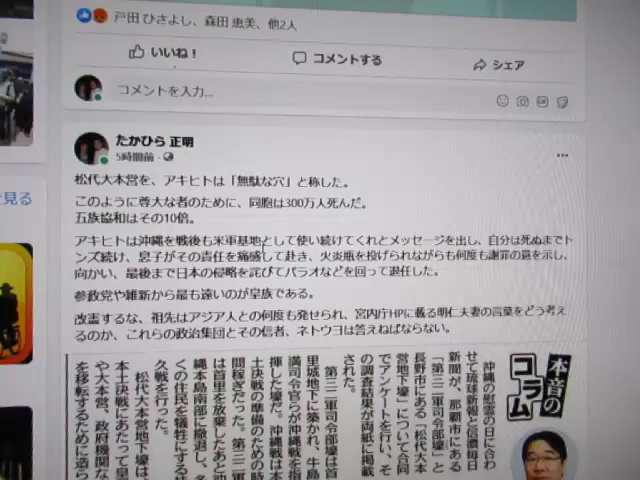 戸田 ひさよし、森田 恵美、他2人
いいね！
コメントする
シェア
コメントを入力...
見る
たかひら 正明
5時間前
松代大本営を、アキヒトは「無駄な穴」と称した。
このように尊大な者のために、同胞は300万人死んだ。
五族協和はその10倍。
アキヒトは沖縄を戦後も米軍基地として使い続けてくれとメッセージを出し、自分は死ぬまでト
ンズ続け、息子がその責任を痛感して赴き、火炎瓶を投げられながらも何度も謝罪の意を示し、
向かい、最後まで日本の侵略を詫びてパラオなどを回って退任した。
参政党や維新から最も遠いのが皇族である。
改憲するな、祖先はアジア人との何度も発せられ、宮内庁HPに載る明仁夫妻の言葉をどう考え
るのか、これらの政治集団とその信者、ネトウヨは答えねばならない。
本音の
コラム
沖縄の慰霊の日に合わ
せて琉球新報と信濃毎日
新聞が、那覇市にある
「第三二軍司令部壕」と
長野市にある「松代大本
営地下壕」について合同
でアンケートを行い、そ
の調査結果が両紙に掲載
された。
第三二軍司令部壕は首
里城地下に築かれ、牛島
満司令官らが沖縄戦を指
揮した壕だ。沖縄戦は本
土決戦の準備のための時
間稼ぎだった。第三二軍
は首里を放棄したあと沖
縄本島南部に撤退し、多
くの住民を犠牲にする持
久戦を行った。
松代大本営地下壕は、
本土決戦にあたって皇
や大本営、政府機関な
を移転するために造ら